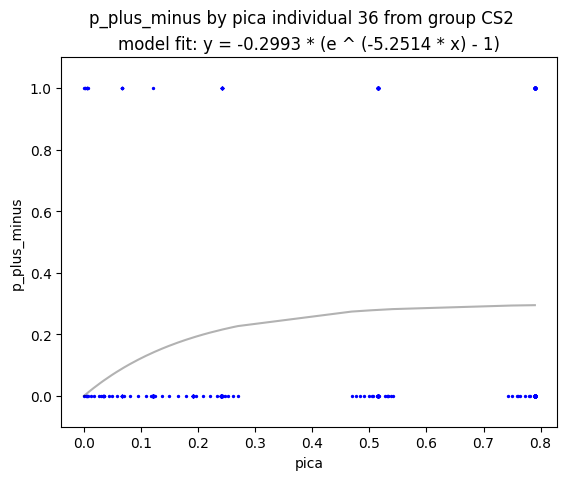 p_plus_minus by pica individual 36 from group CS2
model fit: y = -0.2993 * (e ^ (-5.2514 * x) - 1)
1.0
0.8
0.6
0.4
0.2
0.0
p_plus_minus
0.0 0.1 0.2 0.3 0.4 0.5 0.6 0.7 0.8
pica